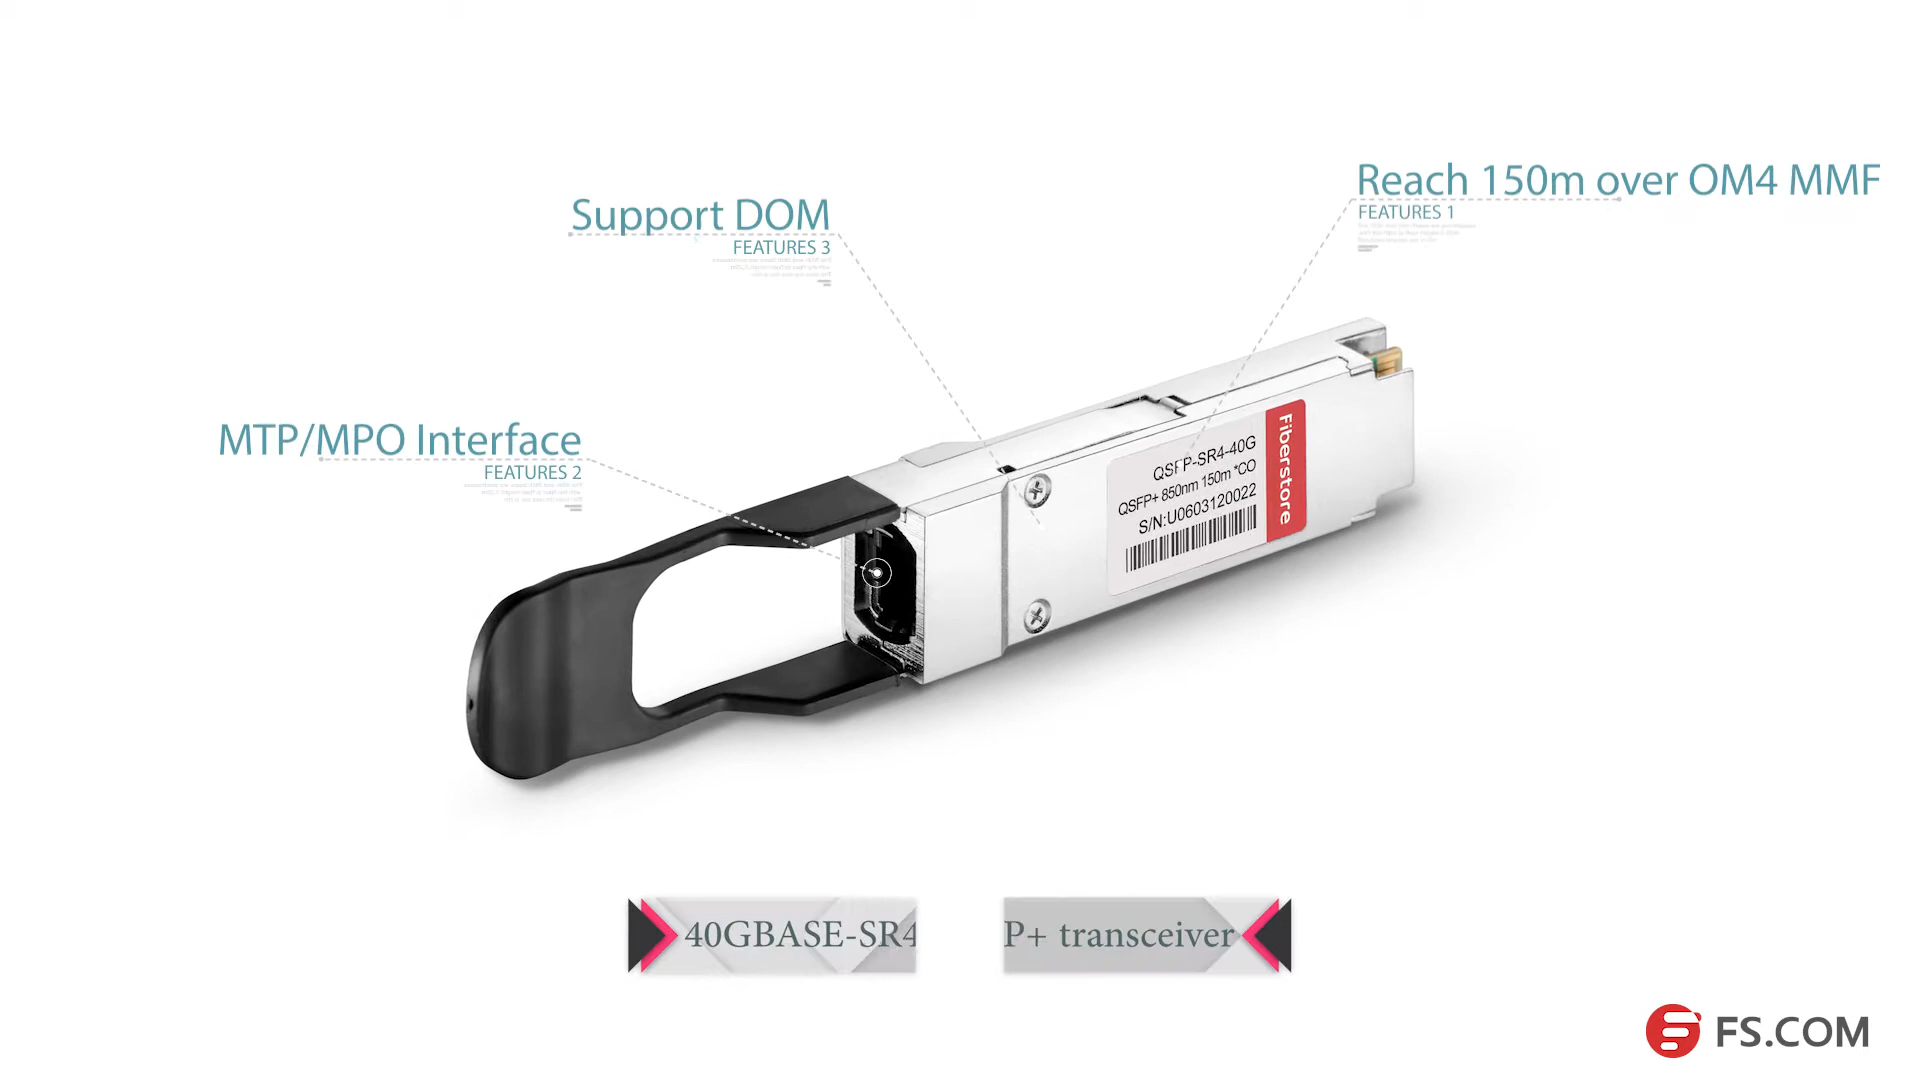 Reach 150m over OM4 MMF
FEATURES 1
Support DOM
FEATURES 3
MTP/MPO Interface
FEATURES 2
QSFP-SR4-40G
QSFP+ 850nm 150m *CO
S/N:U0603120022
Fiberstore
40GBASE-SR4
P+ transceiver
FS.COM